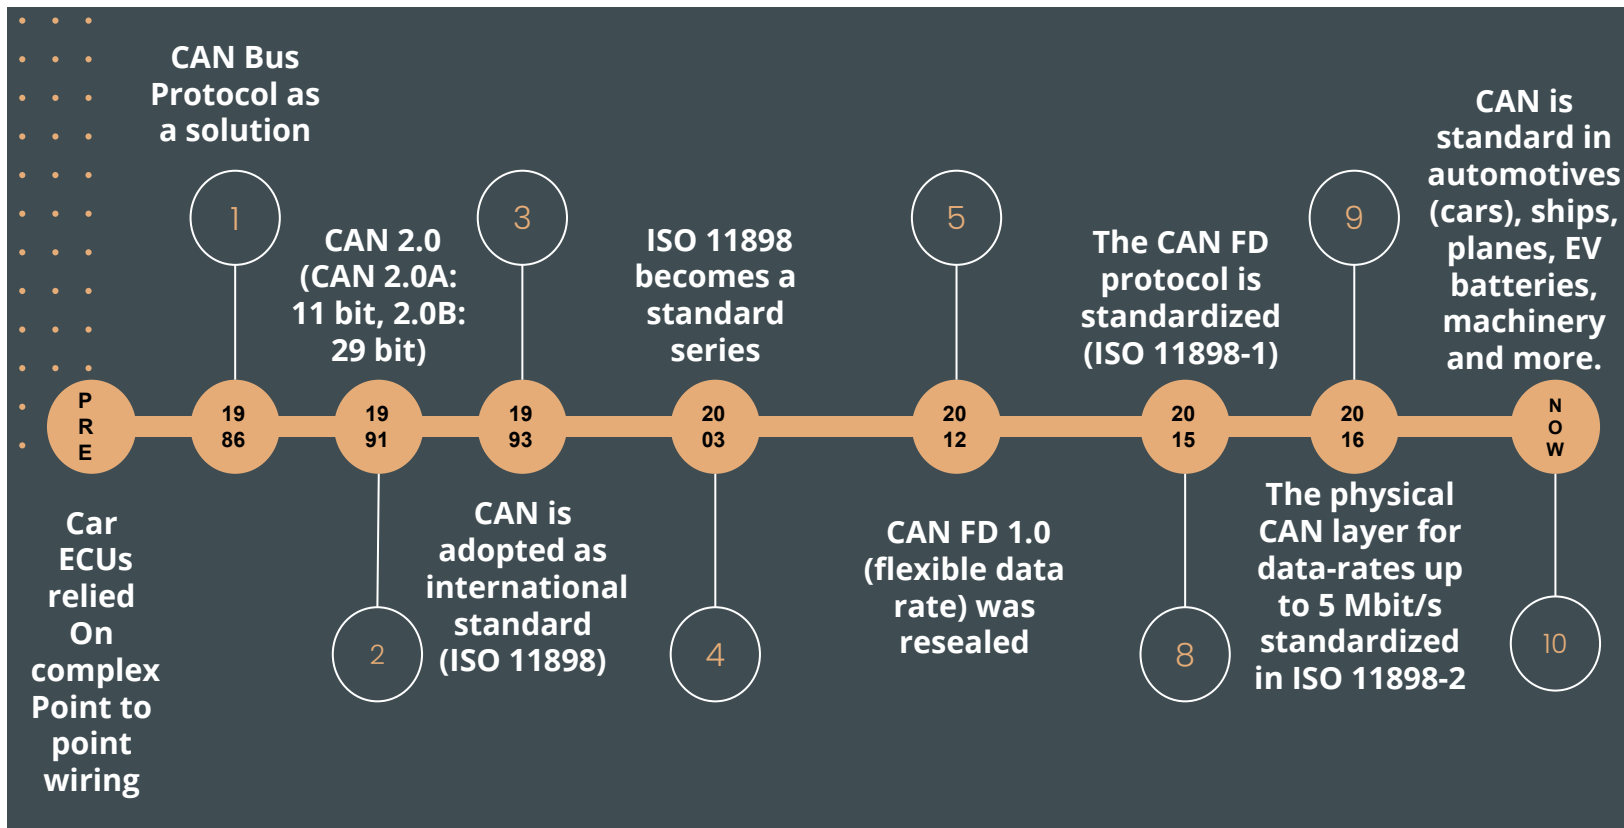 CAN Bus
Protocol as
a solution
1
CAN 2.0
(CAN 2.0A:
11 bit, 2.0B:
29 bit)
3
ISO 11898
becomes a
standard
series
5
The CAN FD
protocol is
standardized
(ISO 11898-1)
9
CAN is
standard in
automotives
(cars), ships,
planes, EV
batteries,
machinery
and more.
P
R
E
19
86
19
91
19
93
20
03
20
12
20
15
20
16
N
O
W
Car
ECUs
relied
On
complex
Point to
point
wiring
2
CAN is
adopted as
international
standard
(ISO 11898)
4
CAN FD 1.0
(flexible data
rate) was
resealed
8
The physical
CAN layer for
data-rates up
to 5 Mbit/s
standardized
in ISO 11898-2
10